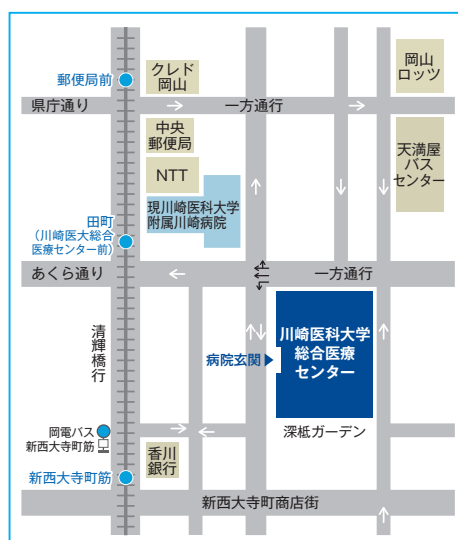 岡山
ロッツ
クレド
岡山
郵便局前
県庁通り
一方通行
中央
郵便局
天満屋
バス
センター
NTT
現川崎医科大学
附属川崎病院
田町
(川崎医大総合
医療センター前)
あくら通り
一方通行
清輝橋行
川崎医科大学
総合医療
センター
病院玄関
深柢ガーデン
岡電バス
新西大寺町筋
香川
銀行
新西大寺町筋
新西大寺町商店街